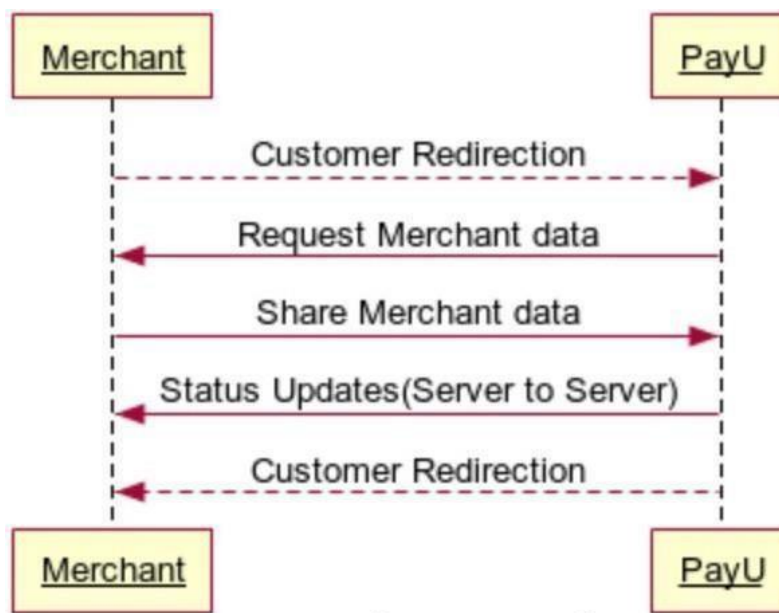 Merchant
PayU
Customer Redirection
Request Merchant data
Share Merchant data
Status Updates(Server to Server)
Customer Redirection
Merchant
PayU